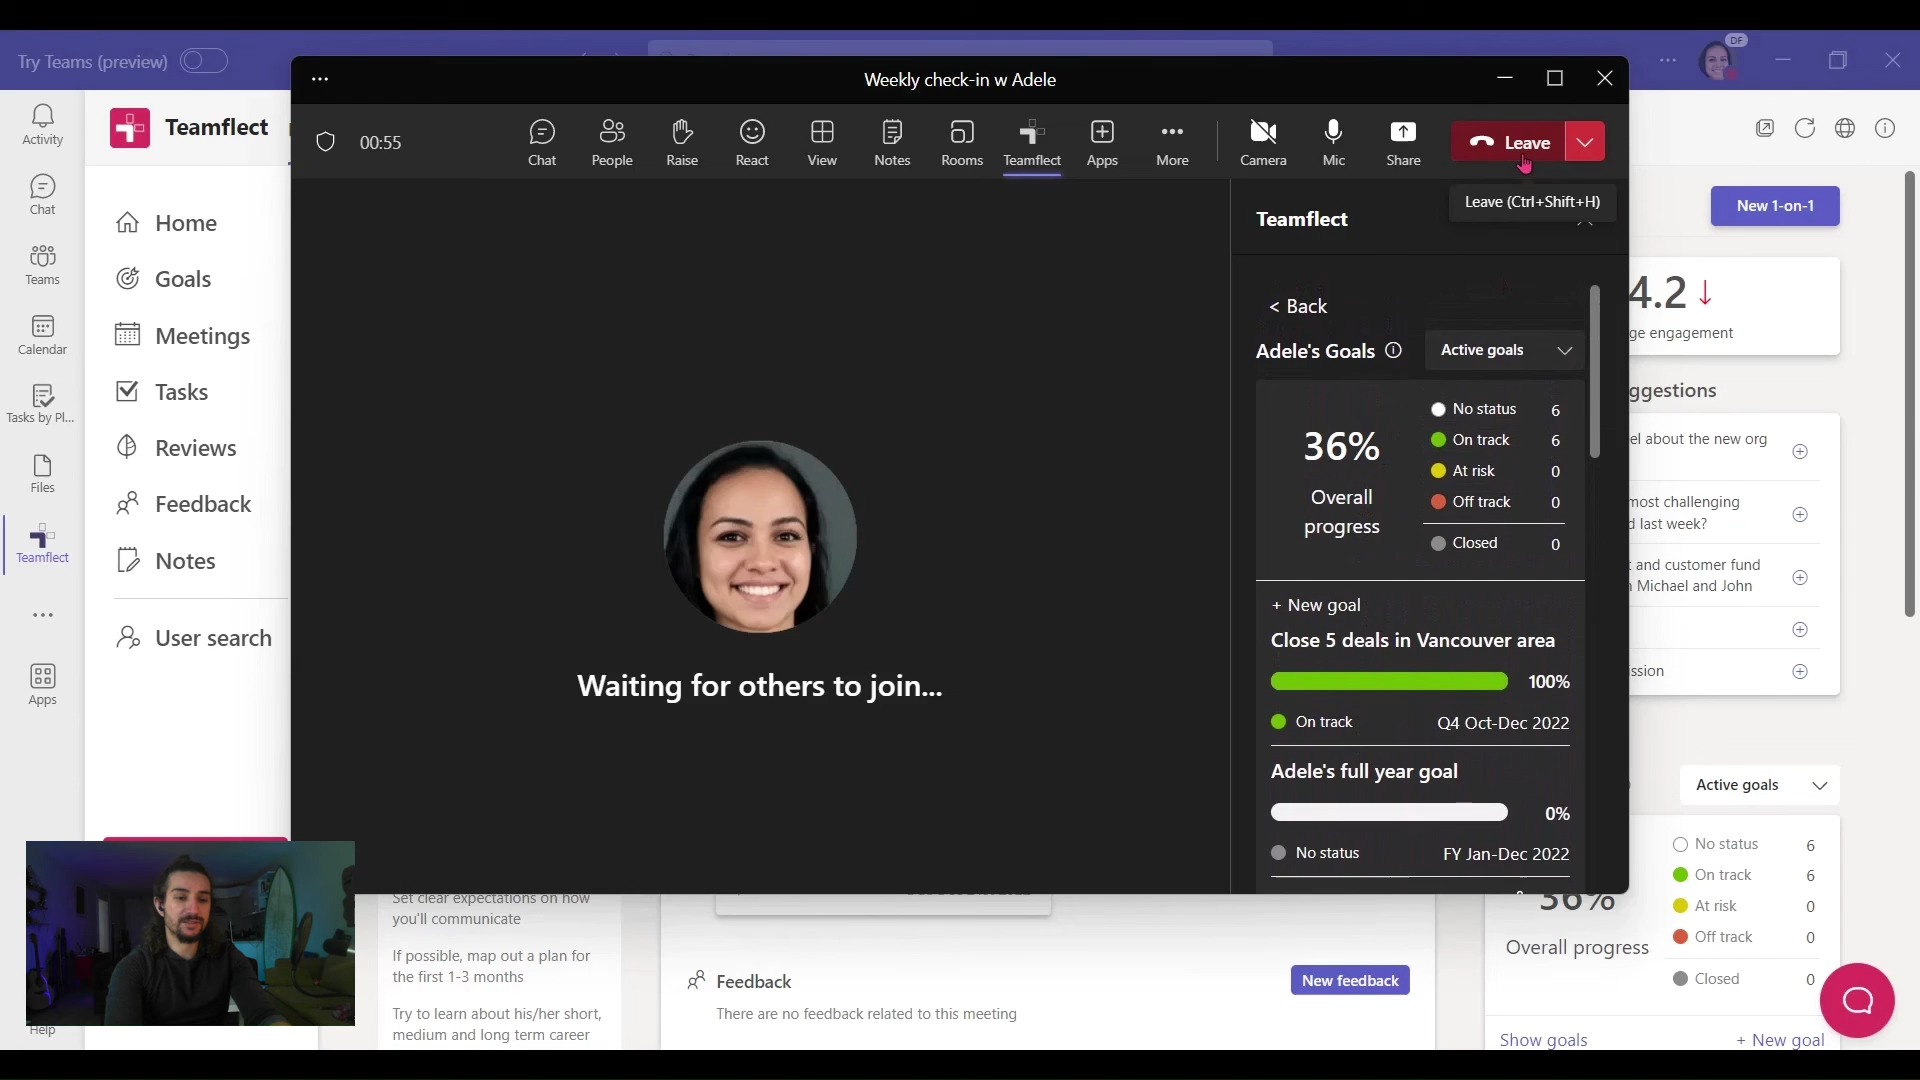 Try Teams (preview)
DF
Weekly check-in w Adele
00:55
Chat
People
Raise
React
View
Notes
Rooms
Teamflect
Apps
More
Camera
Mic
Share
Leave
Leave (Ctrl+Shift+H)
Activity
Chat
Teams
Calendar
Tasks by Pl...
Files
Teamflect
Apps
Help
Teamflect
Home
Goals
Meetings
Tasks
Reviews
Feedback
Notes
User search
Waiting for others to join...
Teamflect
< Back
Adele's Goals
Active goals
36%
Overall
progress
No status 6
On track 6
At risk 0
Off track 0
Closed 0
+ New goal
Close 5 deals in Vancouver area
100%
On track Q4 Oct-Dec 2022
Adele's full year goal
0%
No status FY Jan-Dec 2022
New 1-on-1
4.2
ge engagement
ggestions
el about the new org
most challenging
d last week?
t and customer fund
Michael and John
ssion
Active goals
36%
Overall progress
No status 6
On track 6
At risk 0
Off track 0
Closed 0
Show goals
+ New goal
Set clear expectations on how
you'll communicate
If possible, map out a plan for
the first 1-3 months
Try to learn about his/her short,
medium and long term career
Feedback
New feedback
There are no feedback related to this meeting